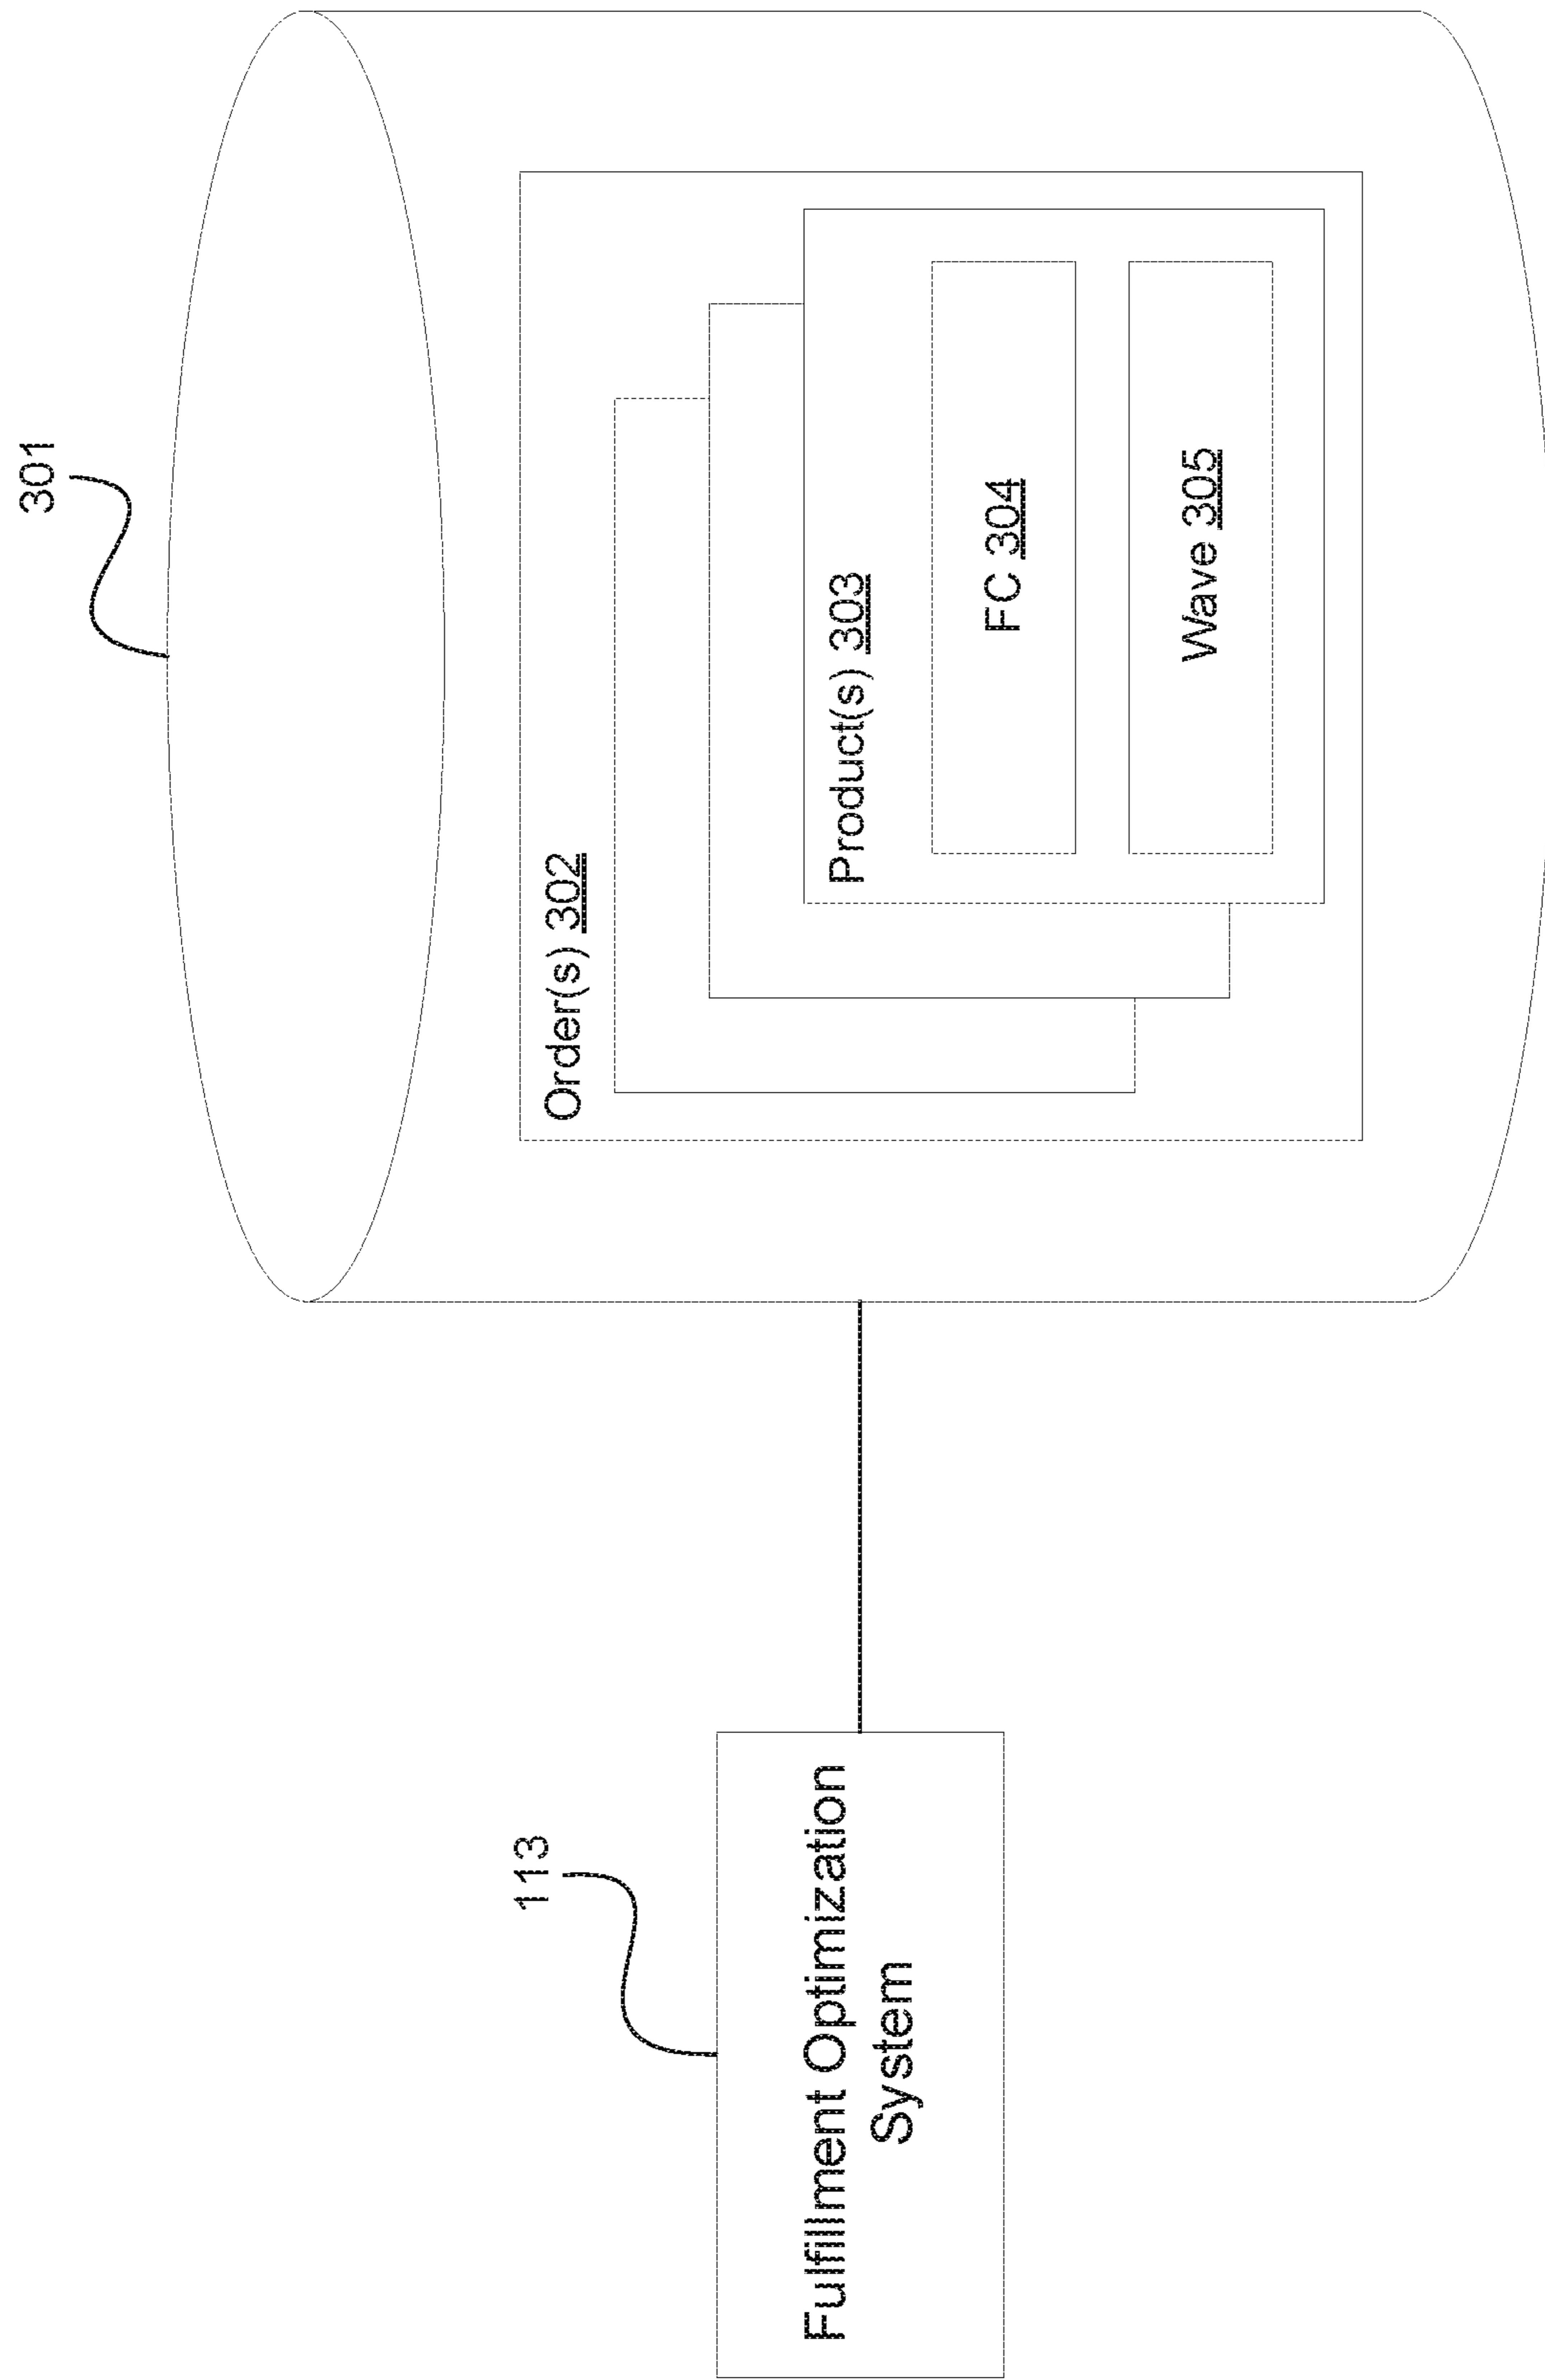 301
113
Order(s) 302
Product(s) 303
FC 304
Wave 305
Fulfillment Optimization
System